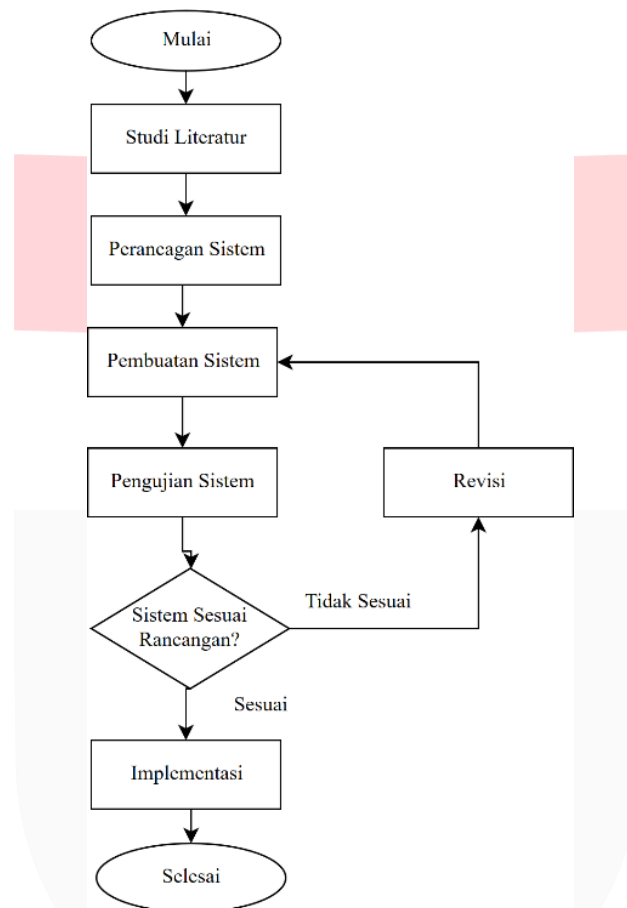 Mulai
Studi Literatur
Perancagan Sistem
Pembuatan Sistem
Pengujian Sistem
Revisi
Sistem Sesuai
Rancangan?
Tidak Sesuai
Sesuai
Implementasi
Selesai